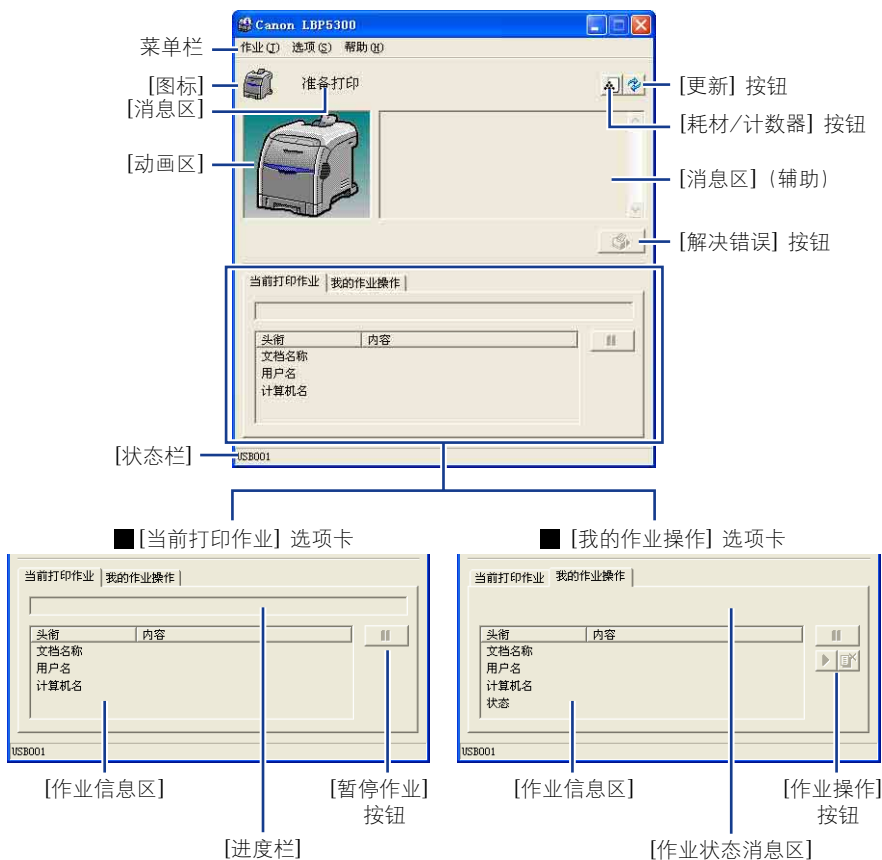 Canon LBP5300
菜单栏
作业(J) 选项(S) 帮助(H)
[图标]
准备打印
[更新] 按钮
[消息区]
[耗材/计数器] 按钮
[动画区]
[消息区]（辅助）
[解决错误] 按钮
当前打印作业 我的作业操作
头衔 内容
文档名称
用户名
计算机名
[状态栏]
USB001
■ [当前打印作业] 选项卡
当前打印作业 我的作业操作
头衔 内容
文档名称
用户名
计算机名
USB001
[作业信息区]
[暂停作业]
按钮
[进度栏]
■ [我的作业操作] 选项卡
当前打印作业 我的作业操作
头衔 内容
文档名称
用户名
计算机名
状态
USB001
[作业信息区]
[作业操作]
按钮
[作业状态消息区]